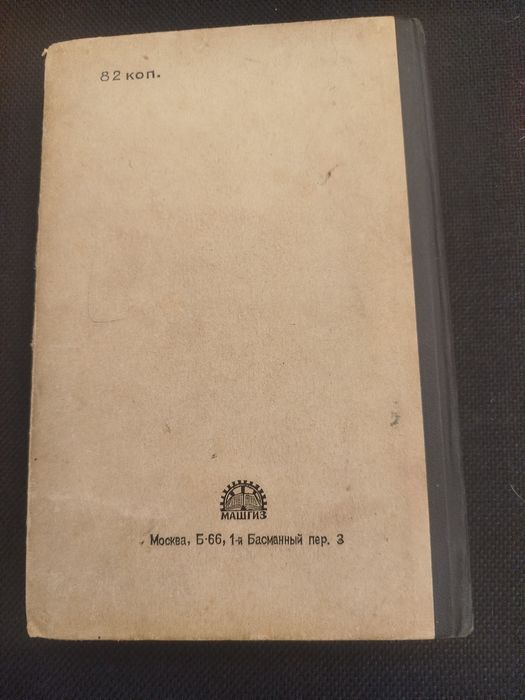 82 коп.
МАШГИЗ
Москва, Б-66, 1-я Басманный пер. 3